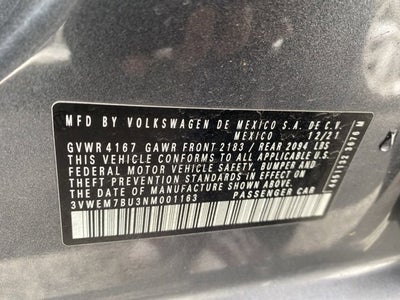 MFD BY VOLKSWAGEN DE MEXICO S.A. DE C.V.
MEXICO 12/21
GVWR 4167 GAWR FRONT 2183 / REAR 2094 LBS
THIS VEHICLE CONFORMS TO ALL APPLICABLE U.S.
FEDERAL MOTOR VEHICLE SAFETY, BUMPER AND
THEFT PREVENTION STANDARDS IN EFFECT ON
THE DATE OF MANUFACTURE SHOWN ABOVE.
3VWEM7BU3NM001163 PASSENGER CAR